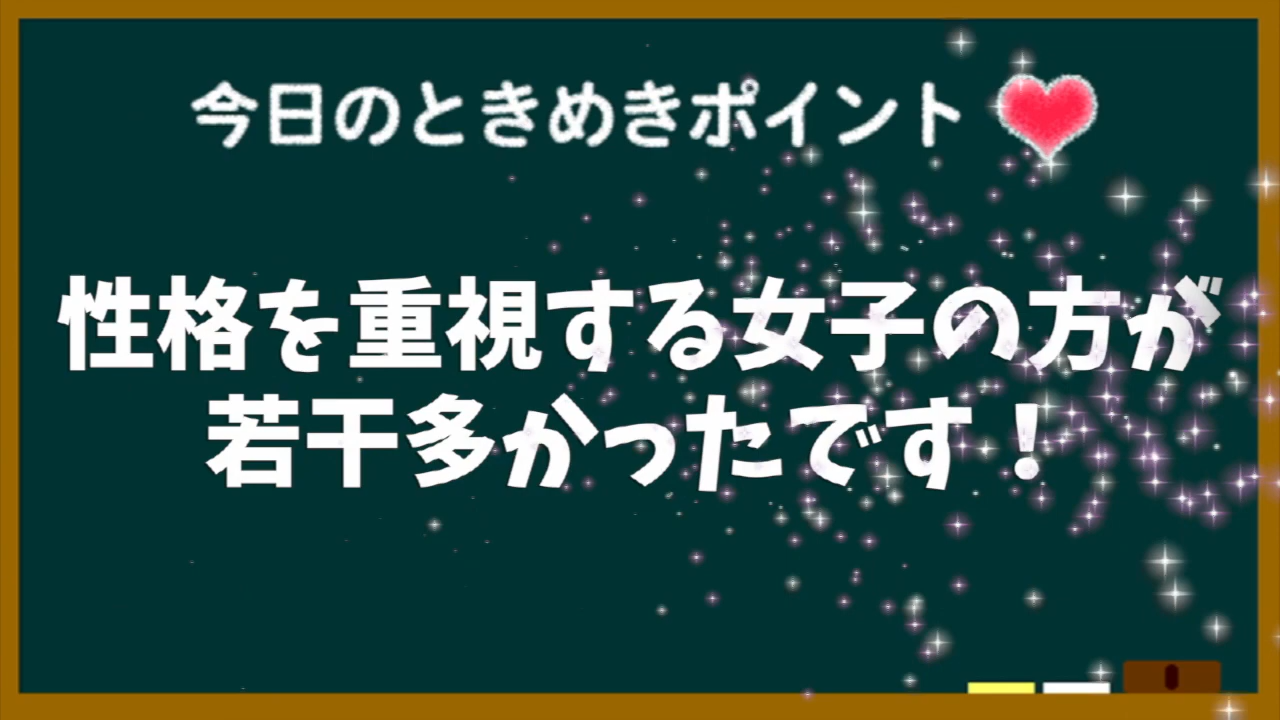 今日のときめきポイント
性格を重視する女子の方が
若干多かったです！